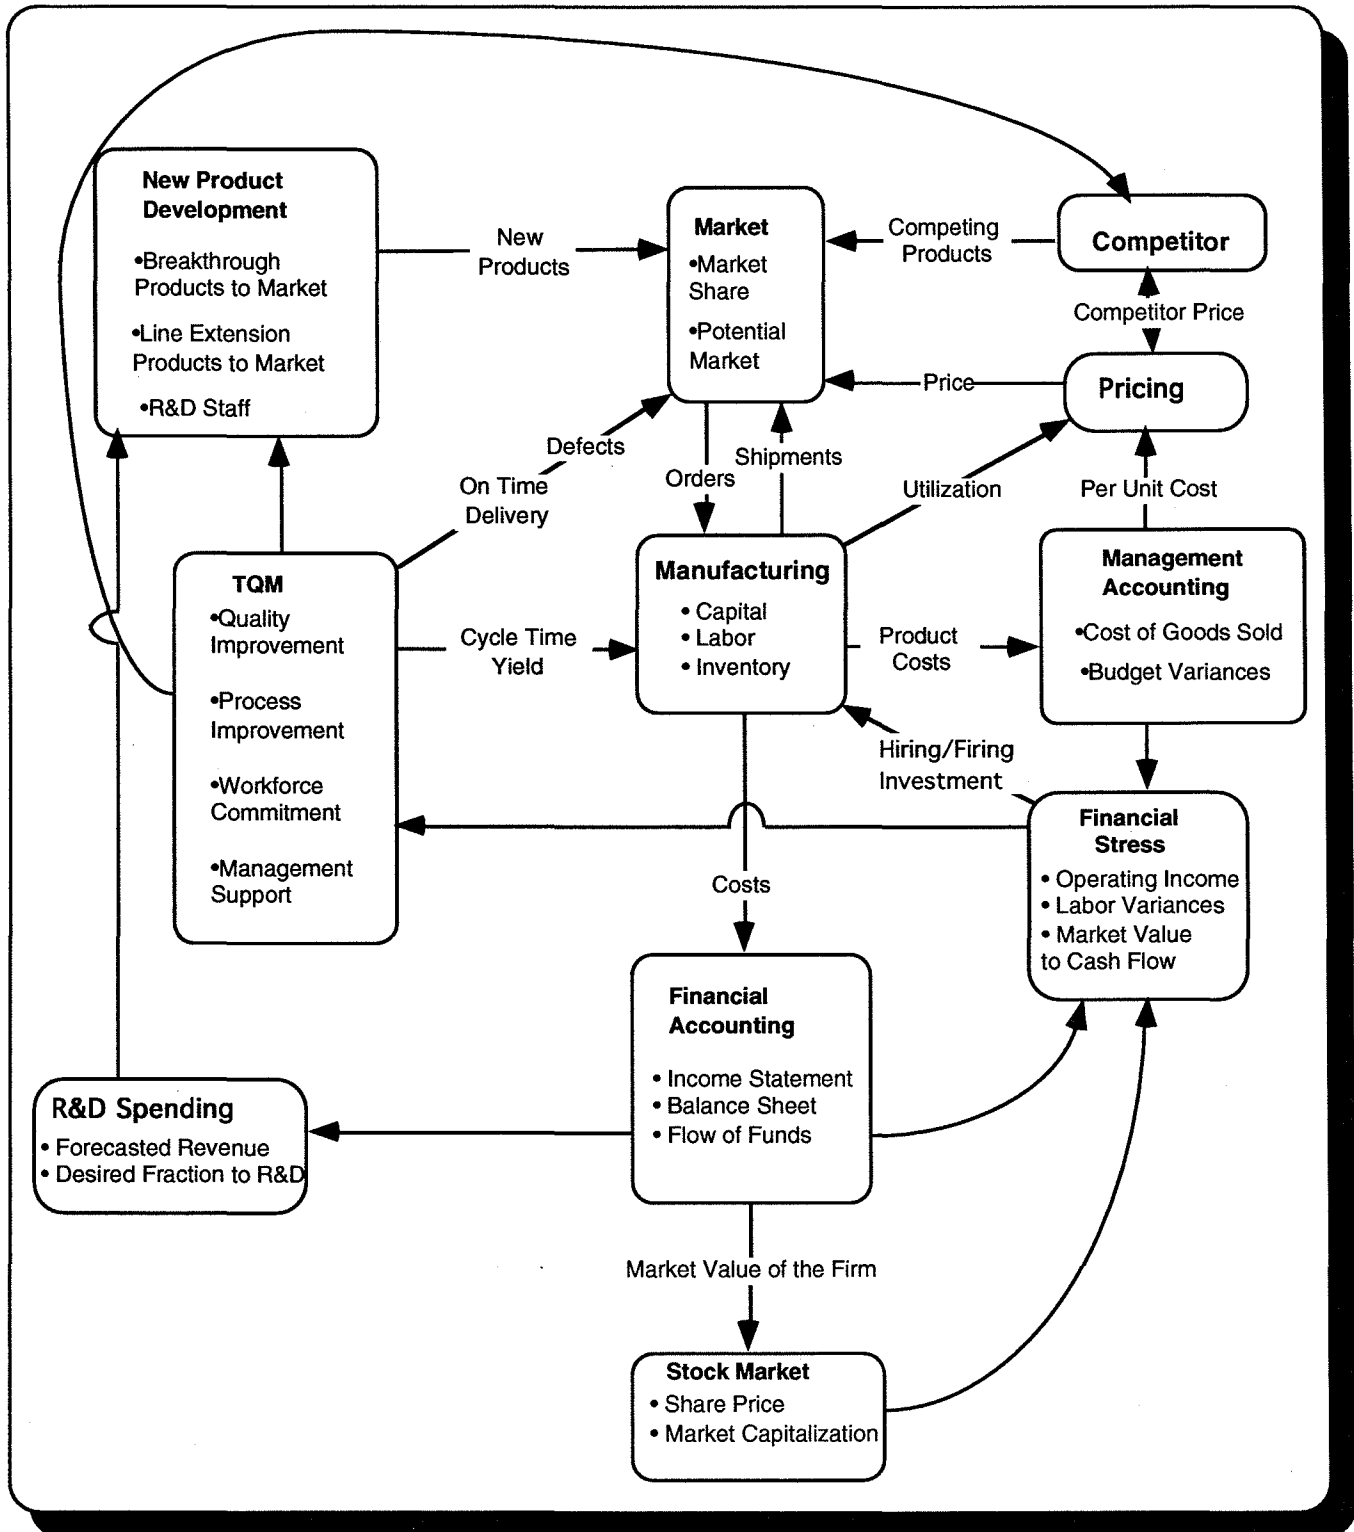 New Product
Development
•Breakthrough
Products to Market
•Line Extension
Products to Market
•R&D Staff
New
Products
Market
•Market
Share
•Potential
Market
Competing
Products
Competitor
Competitor Price
Price
Pricing
Defects
On Time
Delivery
Orders
Shipments
Utilization
Per Unit Cost
TQM
•Quality
Improvement
•Process
Improvement
•Workforce
Commitment
•Management
Support
Cycle Time
Yield
Manufacturing
• Capital
• Labor
• Inventory
Product
Costs
Management
Accounting
•Cost of Goods Sold
•Budget Variances
Hiring/Firing
Investment
Financial
Stress
• Operating Income
• Labor Variances
• Market Value
to Cash Flow
Costs
Financial
Accounting
• Income Statement
• Balance Sheet
• Flow of Funds
R&D Spending
• Forecasted Revenue
• Desired Fraction to R&D
Market Value of the Firm
Stock Market
• Share Price
• Market Capitalization